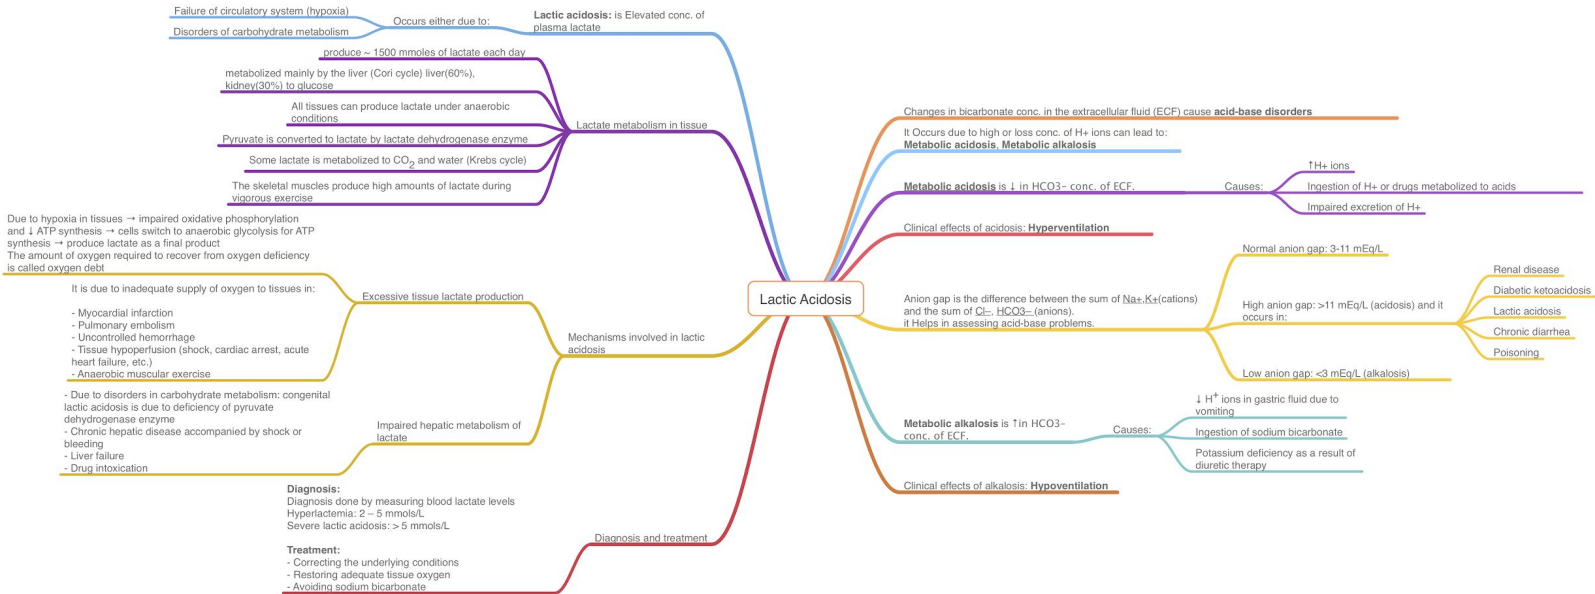 Failure of circulatory system (hypoxia)
Disorders of carbohydrate metabolism
Occurs either due to:
Lactic acidosis: is Elevated conc. of
plasma lactate
produce ~ 1500 mmoles of lactate each day
metabolized mainly by the liver (Cori cycle) liver(60%),
kidney(30%) to glucose
All tissues can produce lactate under anaerobic
conditions
Pyruvate is converted to lactate by lactate dehydrogenase enzyme
Some lactate is metabolized to CO2 and water (Krebs cycle)
The skeletal muscles produce high amounts of lactate during
vigorous exercise
Lactate metabolism in tissue
Due to hypoxia in tissues → impaired oxidative phosphorylation
and ↓ ATP synthesis → cells switch to anaerobic glycolysis for ATP
synthesis → produce lactate as a final product
The amount of oxygen required to recover from oxygen deficiency
is called oxygen debt
It is due to inadequate supply of oxygen to tissues in:
- Myocardial infarction
- Pulmonary embolism
- Uncontrolled hemorrhage
- Tissue hypoperfusion (shock, cardiac arrest, acute
heart failure, etc.)
- Anaerobic muscular exercise
Excessive tissue lactate production
- Due to disorders in carbohydrate metabolism: congenital
lactic acidosis is due to deficiency of pyruvate
dehydrogenase enzyme
- Chronic hepatic disease accompanied by shock or
bleeding
- Liver failure
- Drug intoxication
Impaired hepatic metabolism of
lactate
Mechanisms involved in lactic
acidosis
Diagnosis:
Diagnosis done by measuring blood lactate levels
Hyperlactemia: 2 – 5 mmols/L
Severe lactic acidosis: > 5 mmols/L
Treatment:
- Correcting the underlying conditions
- Restoring adequate tissue oxygen
- Avoiding sodium bicarbonate
Diagnosis and treatment
Lactic Acidosis
Changes in bicarbonate conc. in the extracellular fluid (ECF) cause acid-base disorders
It Occurs due to high or loss conc. of H+ ions can lead to:
Metabolic acidosis, Metabolic alkalosis
Metabolic acidosis is ↓ in HCO3– conc. of ECF.
Causes:
↑H+ ions
Ingestion of H+ or drugs metabolized to acids
Impaired excretion of H+
Clinical effects of acidosis: Hyperventilation
Anion gap is the difference between the sum of Na+,K+(cations)
and the sum of Cl–, HCO3– (anions).
it Helps in assessing acid-base problems.
Normal anion gap: 3-11 mEq/L
High anion gap: >11 mEq/L (acidosis) and it
occurs in:
Renal disease
Diabetic ketoacidosis
Lactic acidosis
Chronic diarrhea
Poisoning
Low anion gap: <3 mEq/L (alkalosis)
Metabolic alkalosis is ↑in HCO3–
conc. of ECF.
Causes:
↓ H+ ions in gastric fluid due to
vomiting
Ingestion of sodium bicarbonate
Potassium deficiency as a result of
diuretic therapy
Clinical effects of alkalosis: Hypoventilation